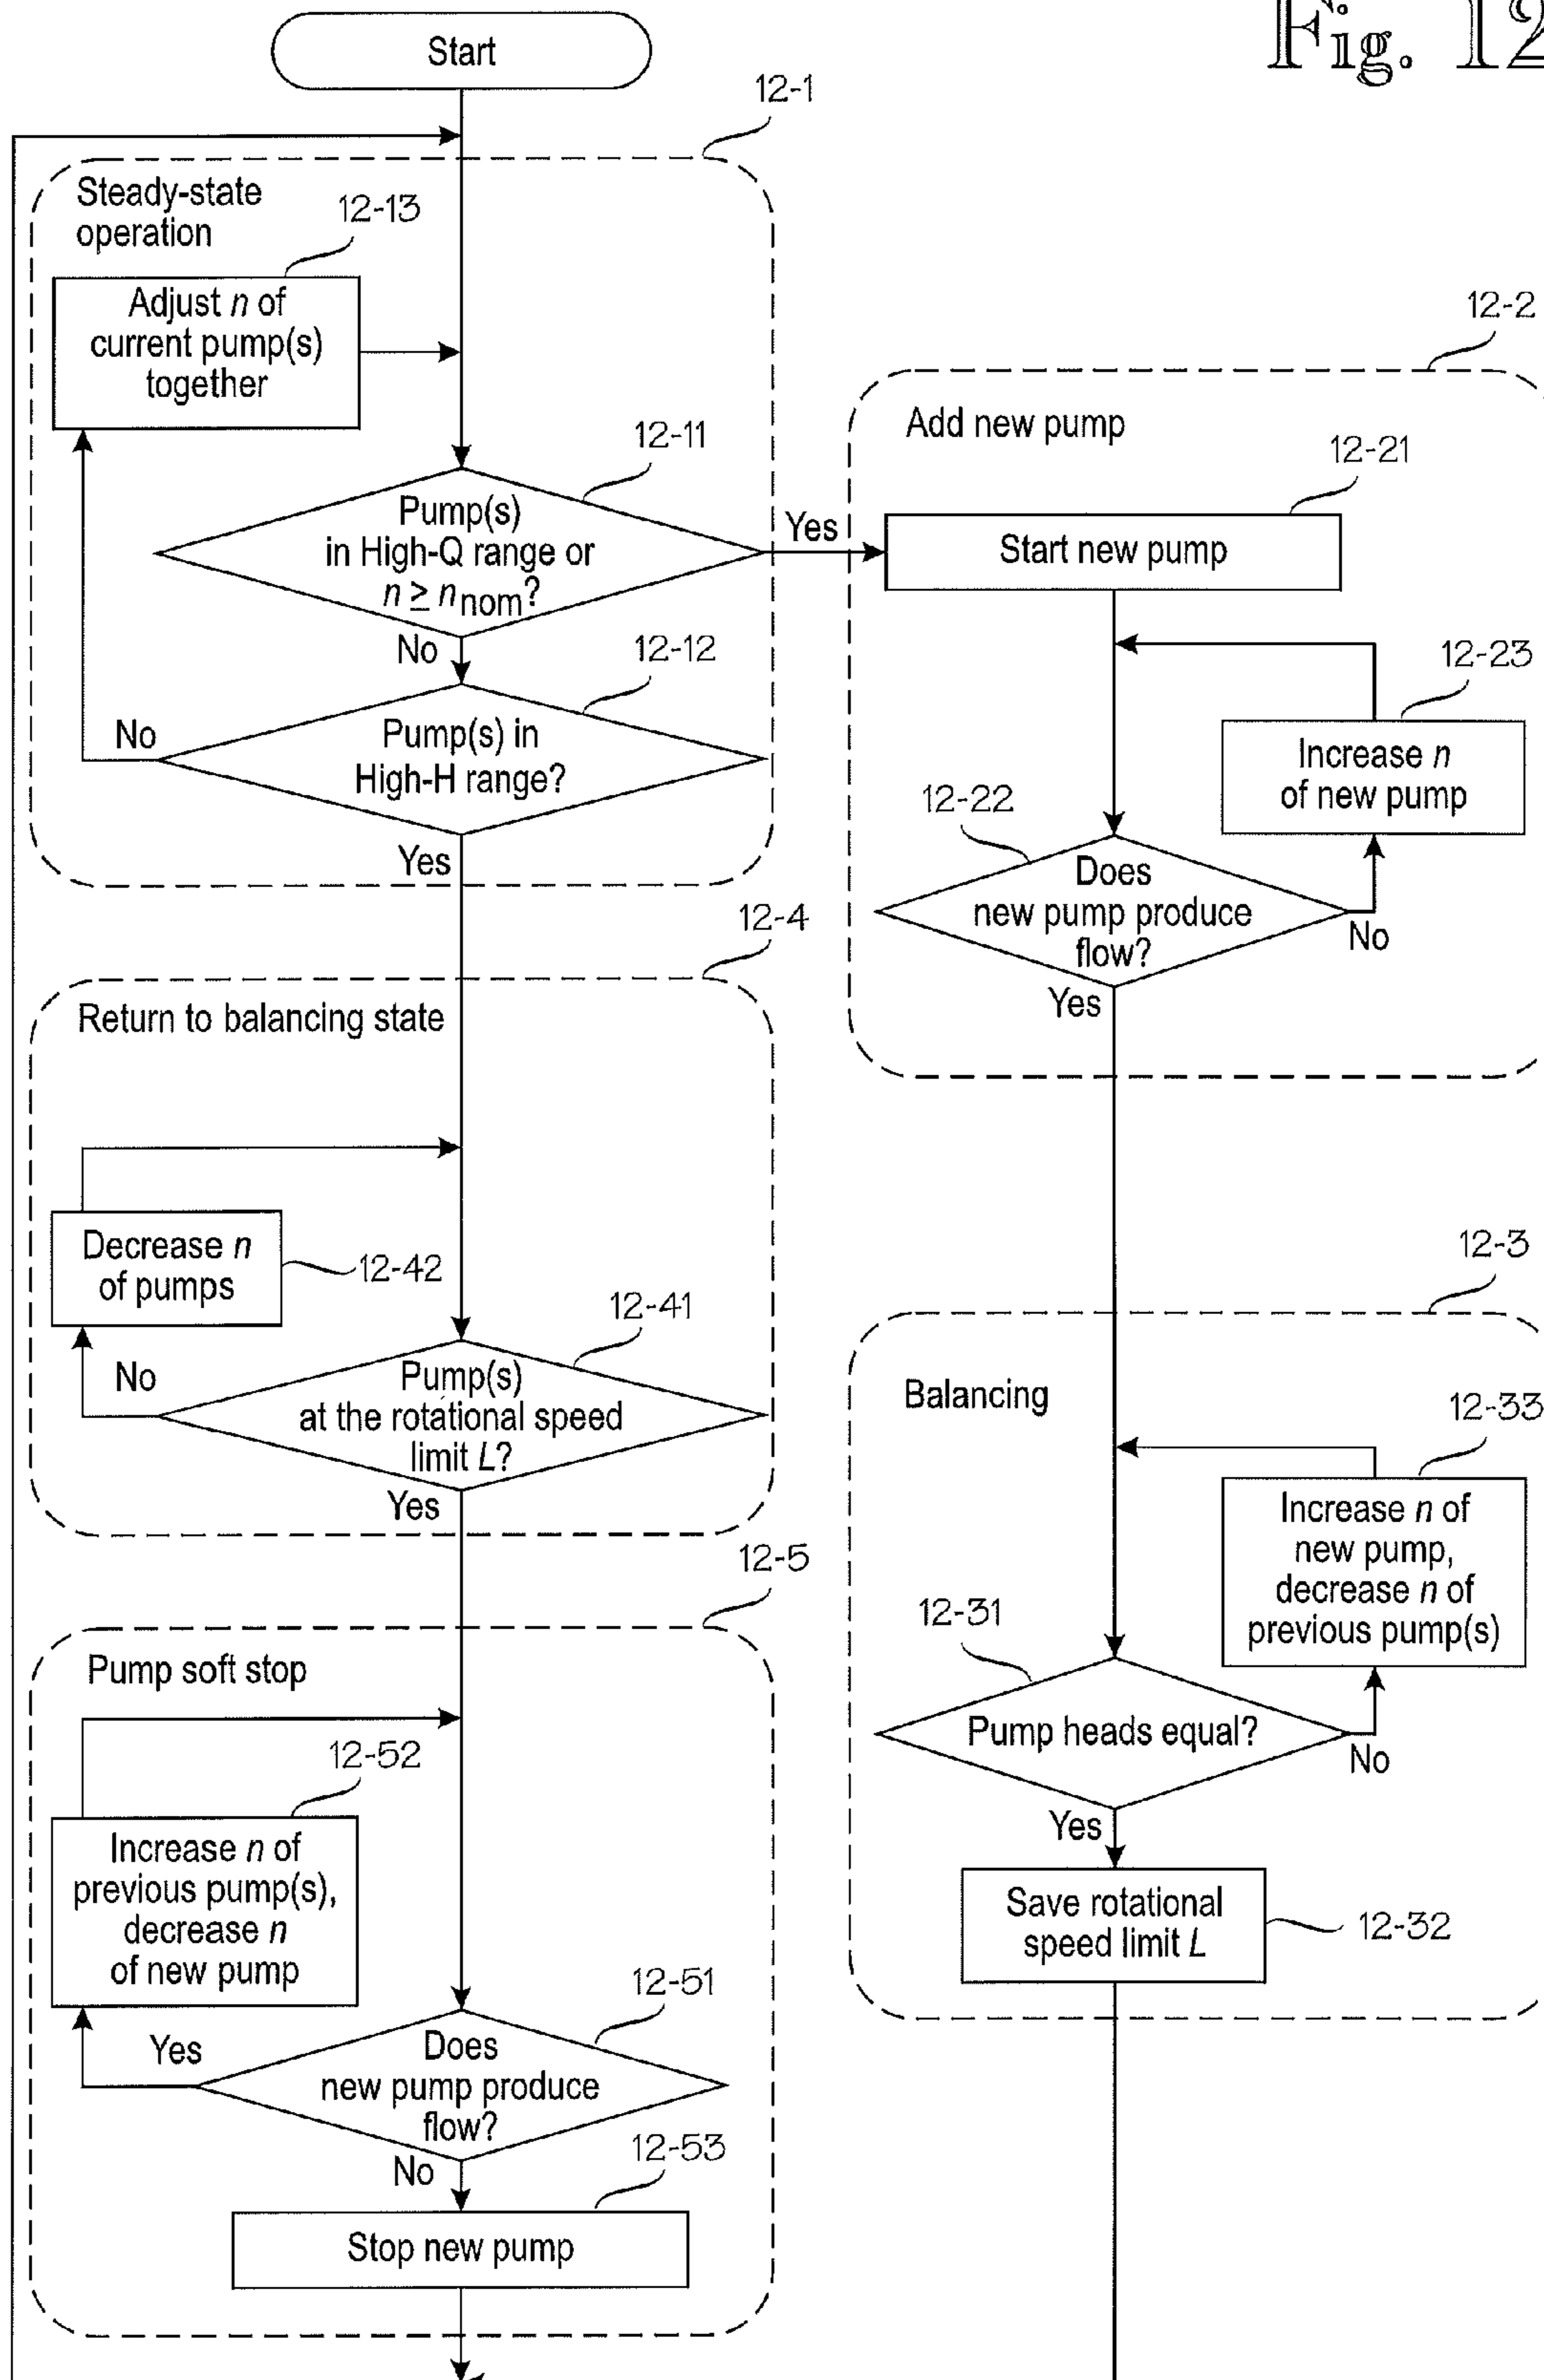 Fig. 12
Start
12-1
Steady-state
operation
12-13
Adjust n of
current pump(s)
together
12-11
Pump(s)
in High-Q range or
n ≥ nnom?
Yes
No
12-12
Pump(s) in
High-H range?
No
Yes
12-2
Add new pump
12-21
Start new pump
12-23
Increase n
of new pump
12-22
Does
new pump produce
flow?
No
Yes
12-4
Return to balancing state
Decrease n
of pumps
12-42
12-41
Pump(s)
at the rotational speed
limit L?
No
Yes
12-3
Balancing
12-33
Increase n of
new pump,
decrease n of
previous pump(s)
12-31
Pump heads equal?
No
Yes
Save rotational
speed limit L
12-32
12-5
Pump soft stop
12-52
Increase n of
previous pump(s),
decrease n
of new pump
12-51
Does
new pump produce
flow?
Yes
No
12-53
Stop new pump